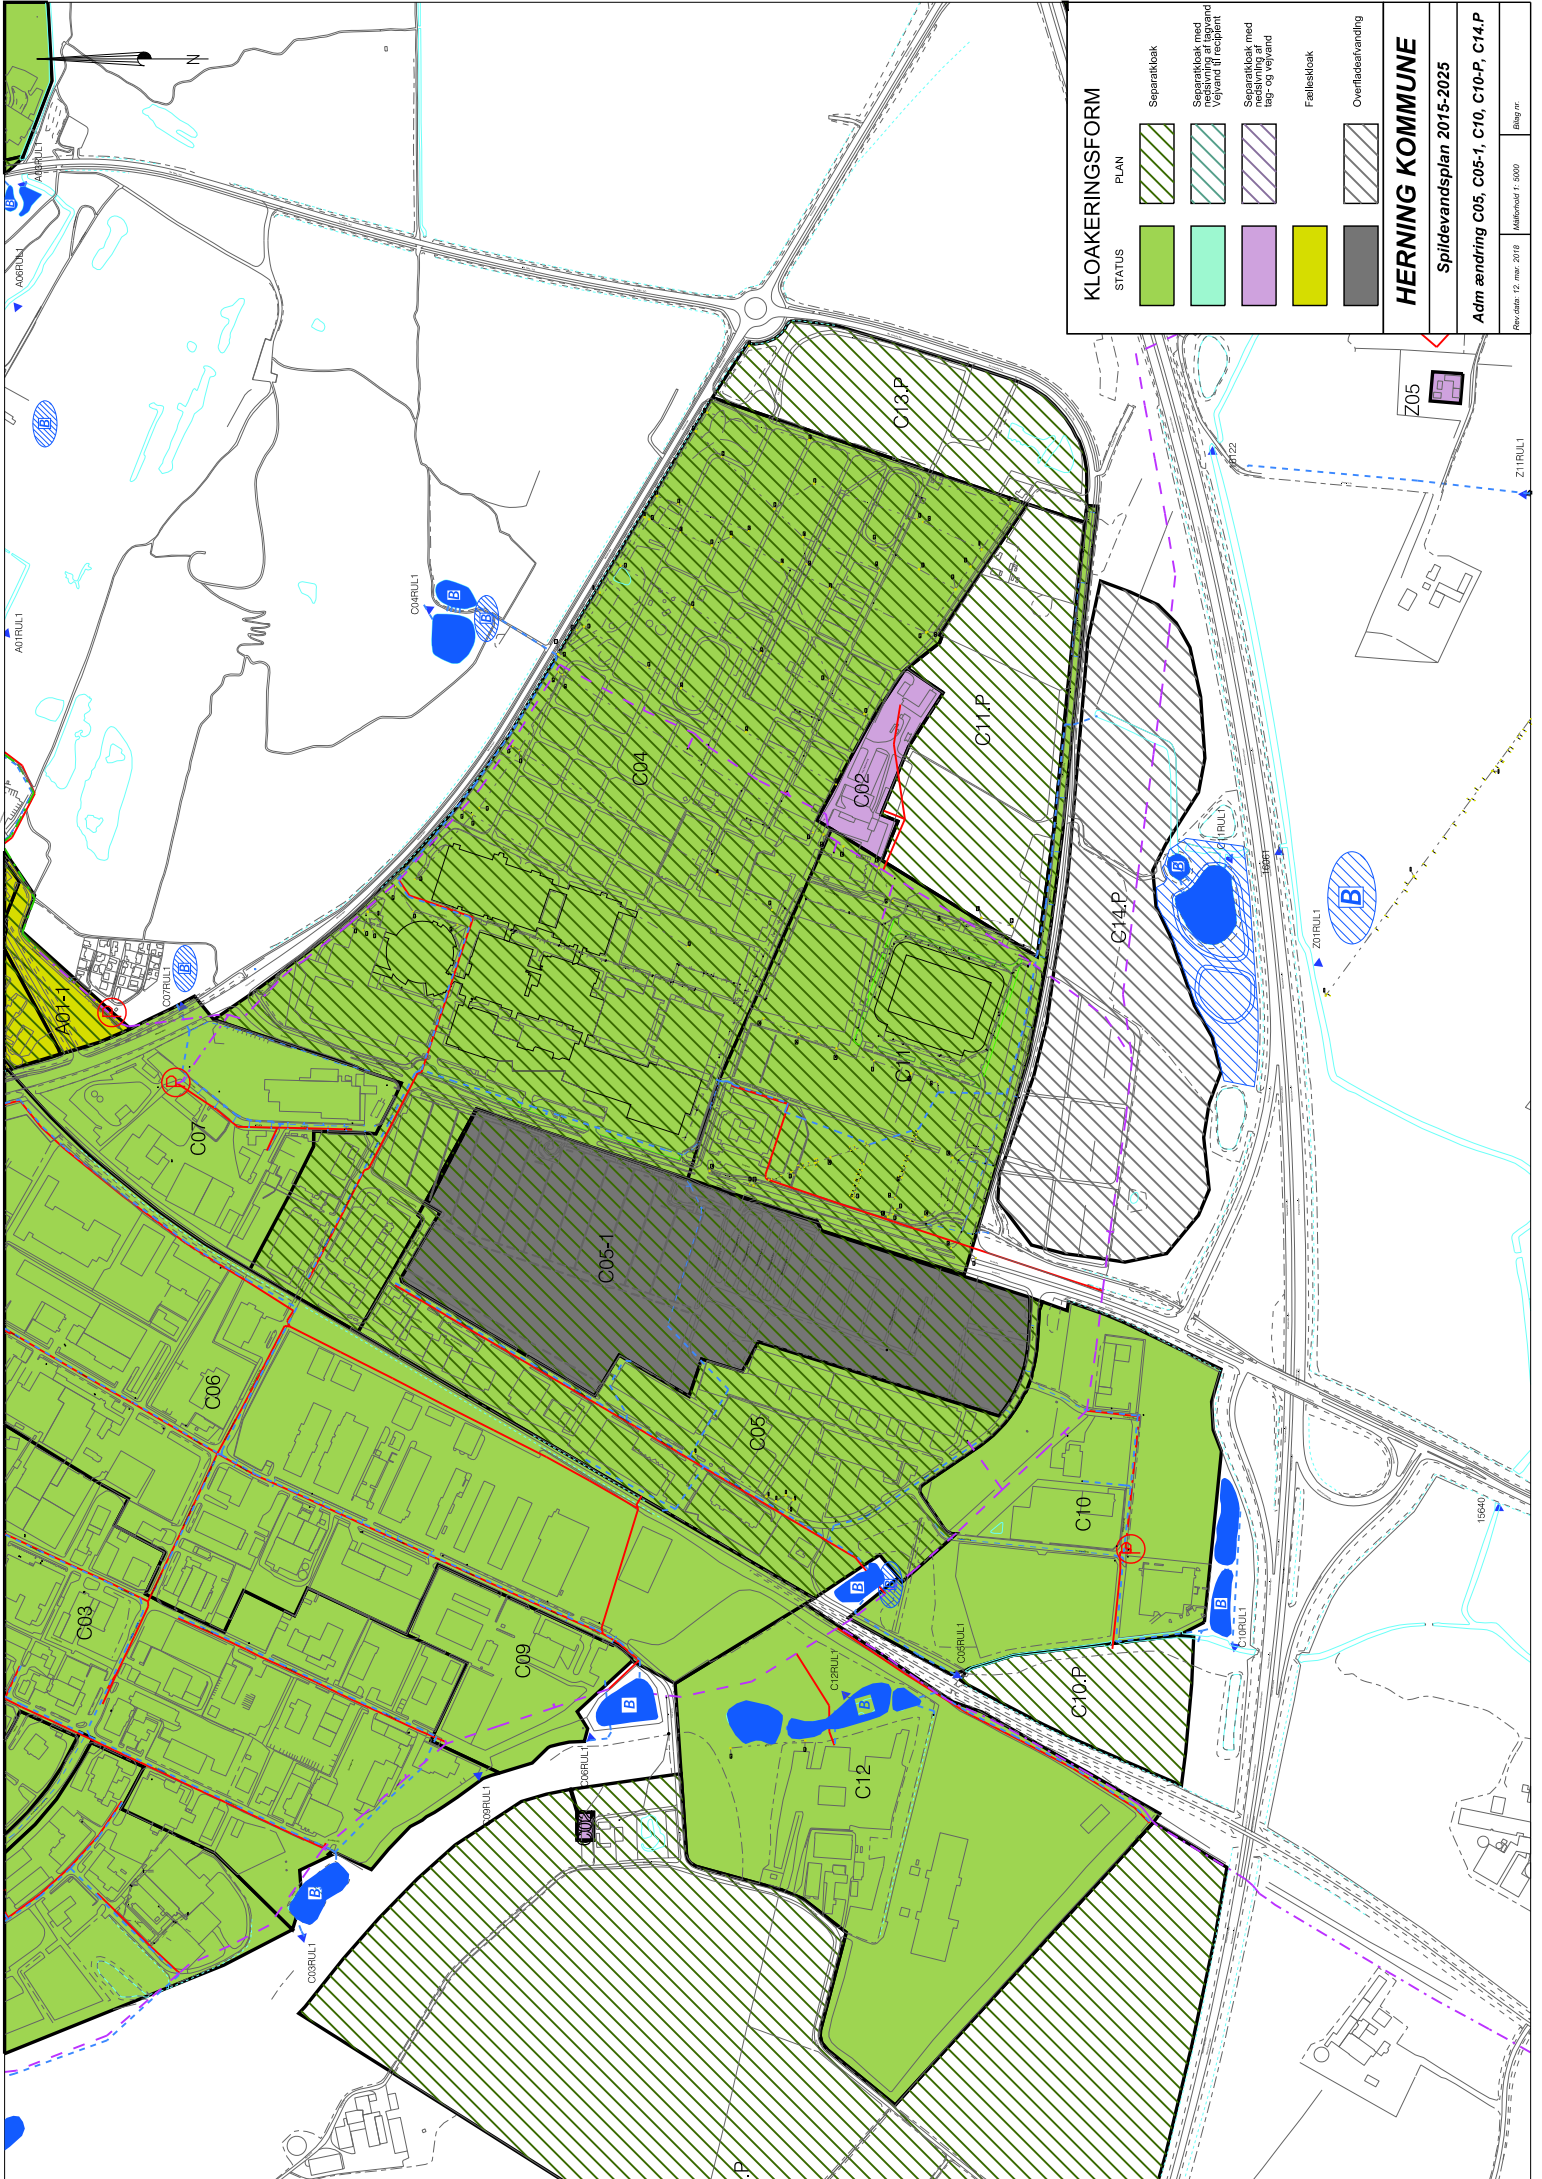 KLOAKERINGSFORM
STATUS
PLAN
Separatkloak
Separatkloak med
nedsivning af tagvand
Vejvand til recipient
Separatkloak med
nedsivning af
tag- og vejvand
Fælleskloak
Overfladeafvanding
HERNING KOMMUNE
Spildevandsplan 2015-2025
Adm ændring C05, C05-1, C10, C10-P, C14.P
Rev.dato: 12. mar. 2018
Målforhold 1: 5000
Bilag nr.
N
A06RUL1
A01RUL1
C04RUL1
C07RUL1
A01-1
C13.P
C04
C11.P
C02
C14.P
C11
C07
C05-1
C06
C05
C10
C03
C09
C10.P
C12
.P
Z05
Z11RUL1
Z01RUL1
15640
C10RUL1
C05RUL1
C12RUL1
C06RUL1
C09RUL1
C03RUL1
B
B
B
B
B
B
B
B
B
B
B
B
P
P
P